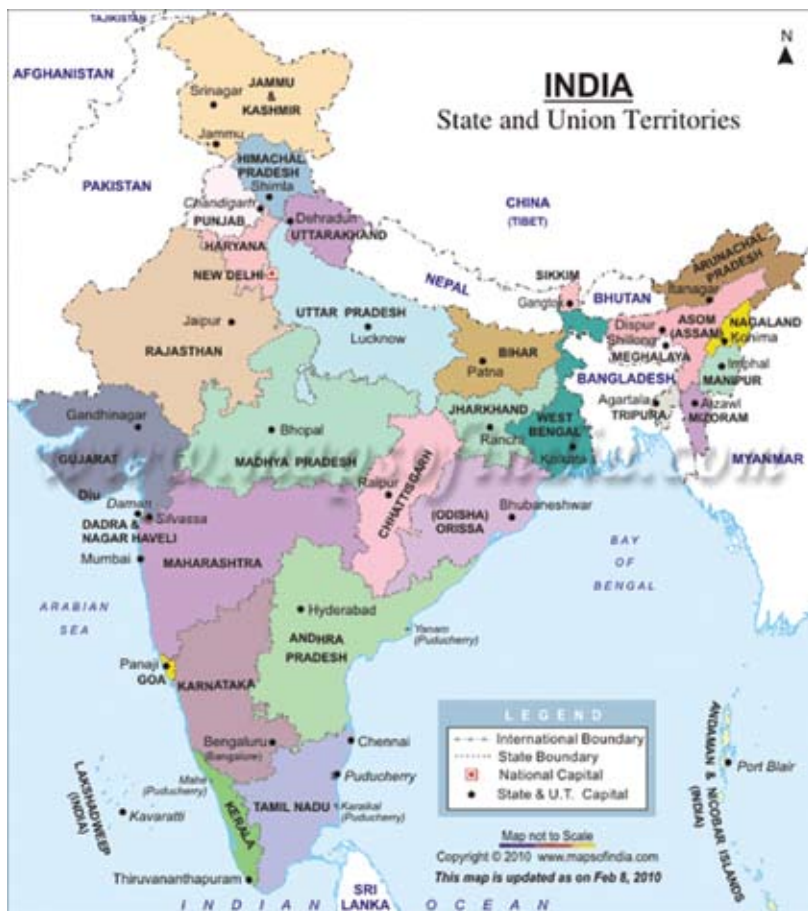 TAJIKISTAN
AFGHANISTAN
N
INDIA
State and Union Territories
JAMMU
&
KASHMIR
Srinagar
Jammu
HIMACHAL
PRADESH
Shimla
PAKISTAN
Chandigarh
PUNJAB
Dehradun
UTTARAKHAND
HARYANA
NEW DELHI
CHINA
(TIBET)
NEPAL
SIKKIM
Gangtok
BHUTAN
ARUNACHAL
PRADESH
Itanagar
UTTAR PRADESH
Lucknow
Jaipur
RAJASTHAN
BIHAR
Patna
Dispur
ASOM
(ASSAM)
NAGALAND
Kohima
Shillong
MEGHALAYA
Imphal
MANIPUR
BANGLADESH
Agartala
TRIPURA
Aizawl
MIZORAM
Gandhinagar
GUJARAT
Bhopal
MADHYA PRADESH
JHARKHAND
Ranchi
WEST
BENGAL
Kolkata
MYANMAR
www.mapsofindia.com
Diu
Daman
Silvassa
DADRA &
NAGAR HAVELI
Raipur
CHHATTISGARH
Bhubaneshwar
(ODISHA)
ORISSA
Mumbai
MAHARASHTRA
BAY
OF
BENGAL
ARABIAN
SEA
Hyderabad
ANDHRA
PRADESH
Yanam
(Puducherry)
Panaji
GOA
KARNATAKA
Bengaluru
(Bangalore)
Chennai
Mahe
(Puducherry)
Puducherry
TAMIL NADU
Karaikal
(Puducherry)
KERALA
LAKSHADWEEP
(INDIA)
Kavaratti
Thiruvananthapuram
LEGEND
International Boundary
State Boundary
National Capital
State & U.T. Capital
ANDAMAN & NICOBAR ISLANDS
(INDIA)
Port Blair
Map not to Scale
Copyright © 2010 www.mapsofindia.com
This map is updated as on Feb 8, 2010
SRI
LANKA
INDIAN OCEAN